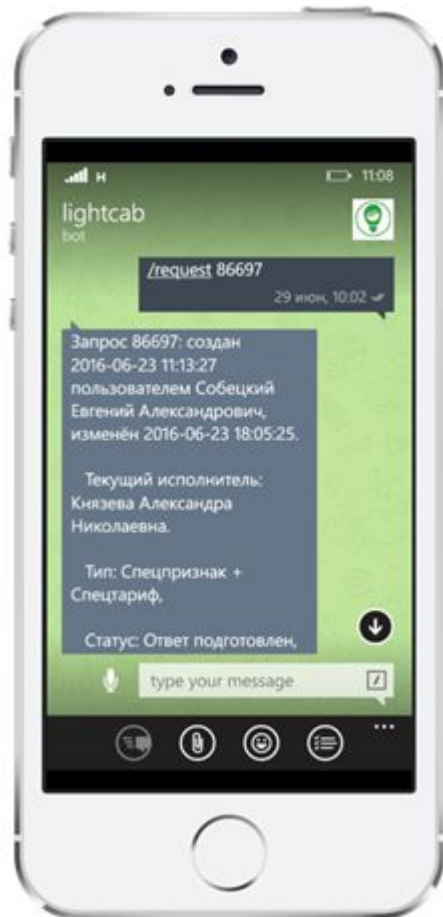 H 11:08
lightcab
bot
/request 86697
29 июн, 10:02
Запрос 86697: создан
2016-06-23 11:13:27
пользователем Собецкий
Евгений Александрович,
изменён 2016-06-23 18:05:25.
Текущий исполнитель:
Князева Александра
Николаевна.
Тип: Спецпризнак +
Спецтариф,
Статус: Ответ подготовлен,
type your message